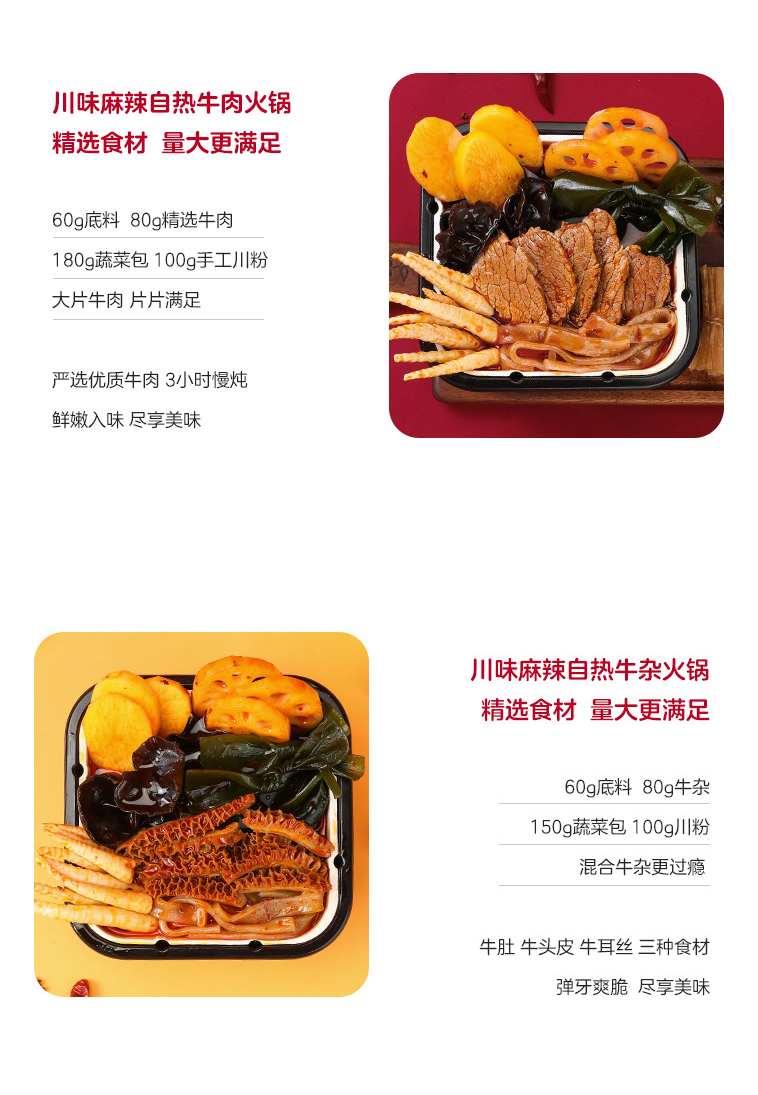 川味麻辣自热牛肉火锅
精选食材 量大更满足
60g底料 80g精选牛肉
180g蔬菜包 100g手工川粉
大片牛肉 片片满足
严选优质牛肉 3小时慢炖
鲜嫩入味 尽享美味
川味麻辣自热牛杂火锅
精选食材 量大更满足
60g底料 80g牛杂
150g蔬菜包 100g川粉
混合牛杂更过瘾
牛肚 牛头皮 牛耳丝 三种食材
弹牙爽脆 尽享美味